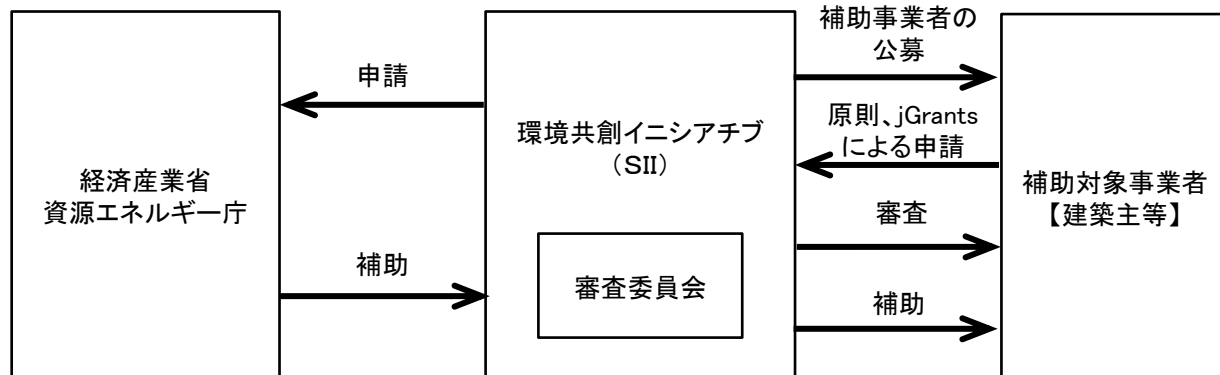 経済産業省
資源エネルギー庁
申請
補助
環境共創イニシアチブ
（SII）
審査委員会
補助事業者の
公募
原則、jGrants
による申請
審査
補助
補助対象事業者
【建築主等】